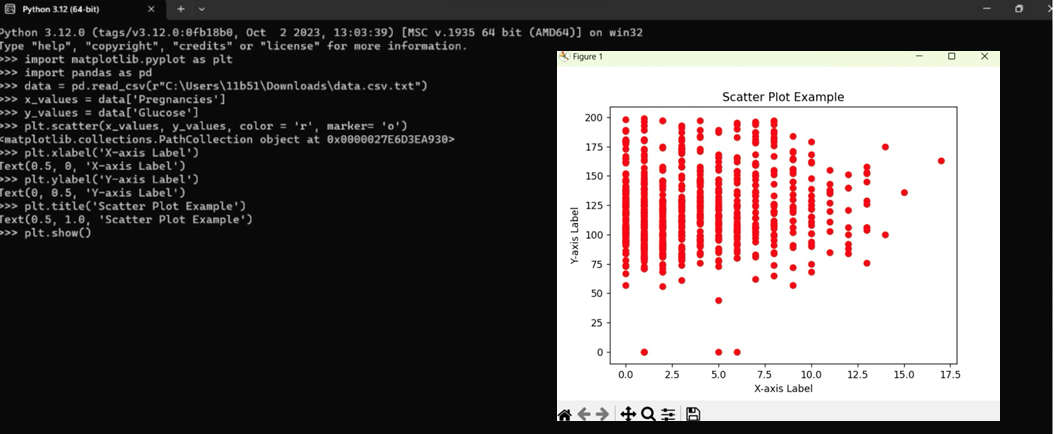 Python 3.12 (64-bit)
Python 3.12.0 (tags/v3.12.0:0fb18b0, Oct  2 2023, 13:03:39) [MSC v.1935 64 bit (AMD64)] on win32
Type "help", "copyright", "credits" or "license" for more information.
>>> import matplotlib.pyplot as plt
>>> import pandas as pd
>>> data = pd.read_csv(r"C:\Users\11b51\Downloads\data.csv.txt")
>>> x_values = data['Pregnancies']
>>> y_values = data['Glucose']
>>> plt.scatter(x_values, y_values, color = 'r', marker= 'o')
<matplotlib.collections.PathCollection object at 0x0000027E6D3EA930>
>>> plt.xlabel('X-axis Label')
Text(0.5, 0, 'X-axis Label')
>>> plt.ylabel('Y-axis Label')
Text(0, 0.5, 'Y-axis Label')
>>> plt.title('Scatter Plot Example')
Text(0.5, 1.0, 'Scatter Plot Example')
>>> plt.show()
Figure 1
Scatter Plot Example
200
175
150
125
100
75
50
25
0
Y-axis Label
0.0 2.5 5.0 7.5 10.0 12.5 15.0 17.5
X-axis Label